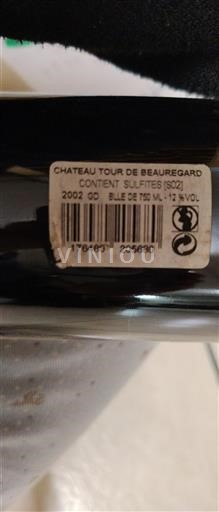 CHATEAU TOUR DE BEAUREGARD
CONTIENT SULFITES [SO2]
2002 GD BLLE DE 750 ML - 12 %VOL
VINIOU